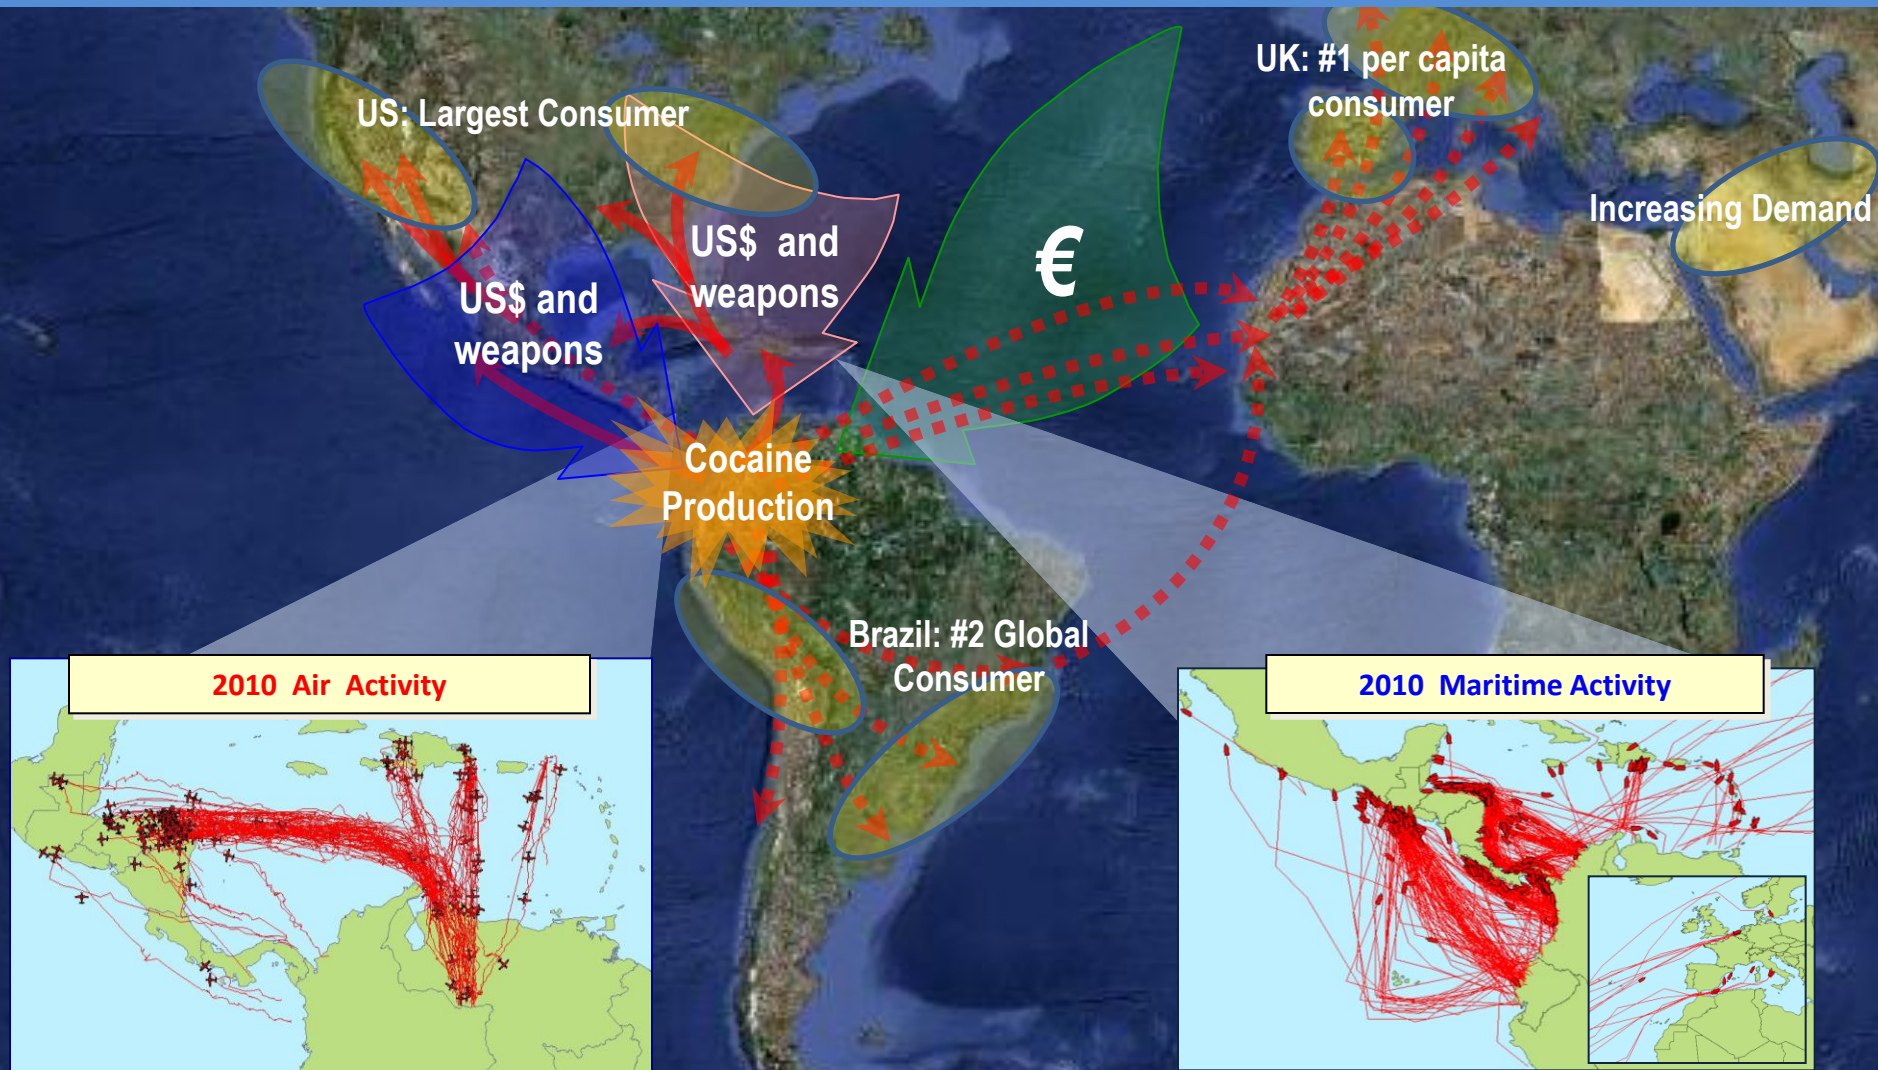 UK: #1 per capita
consumer
US: Largest Consumer
Increasing Demand
US$ and
weapons
€
US$ and
weapons
Cocaine
Production
Brazil: #2 Global
Consumer
2010 Air Activity
2010 Maritime Activity